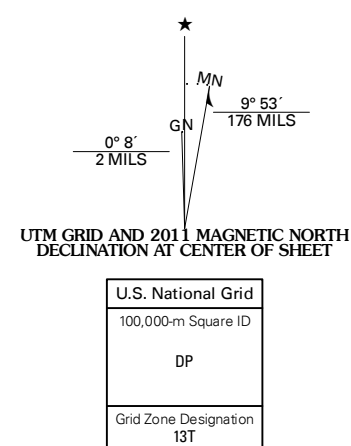 ★
MN
9° 53´
176 MILS
GN
0° 8´
2 MILS
UTM GRID AND 2011 MAGNETIC NORTH
DECLINATION AT CENTER OF SHEET
U.S. National Grid
100,000-m Square ID
DP
Grid Zone Designation
13T